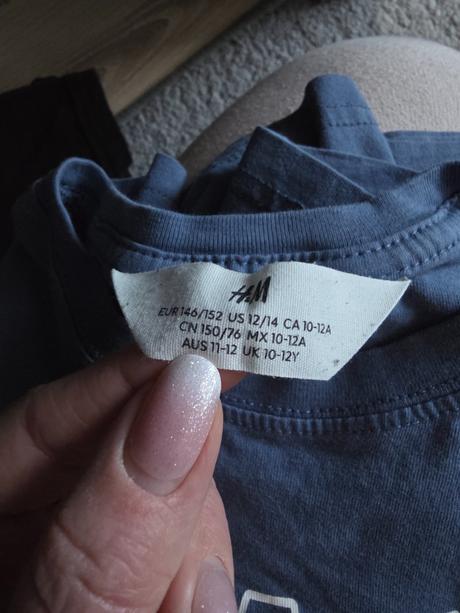 H&M
EUR 146/152 US 12/14 CA 10-12A
CN 150/76 MX 10-12A
AUS 11-12 UK 10-12Y